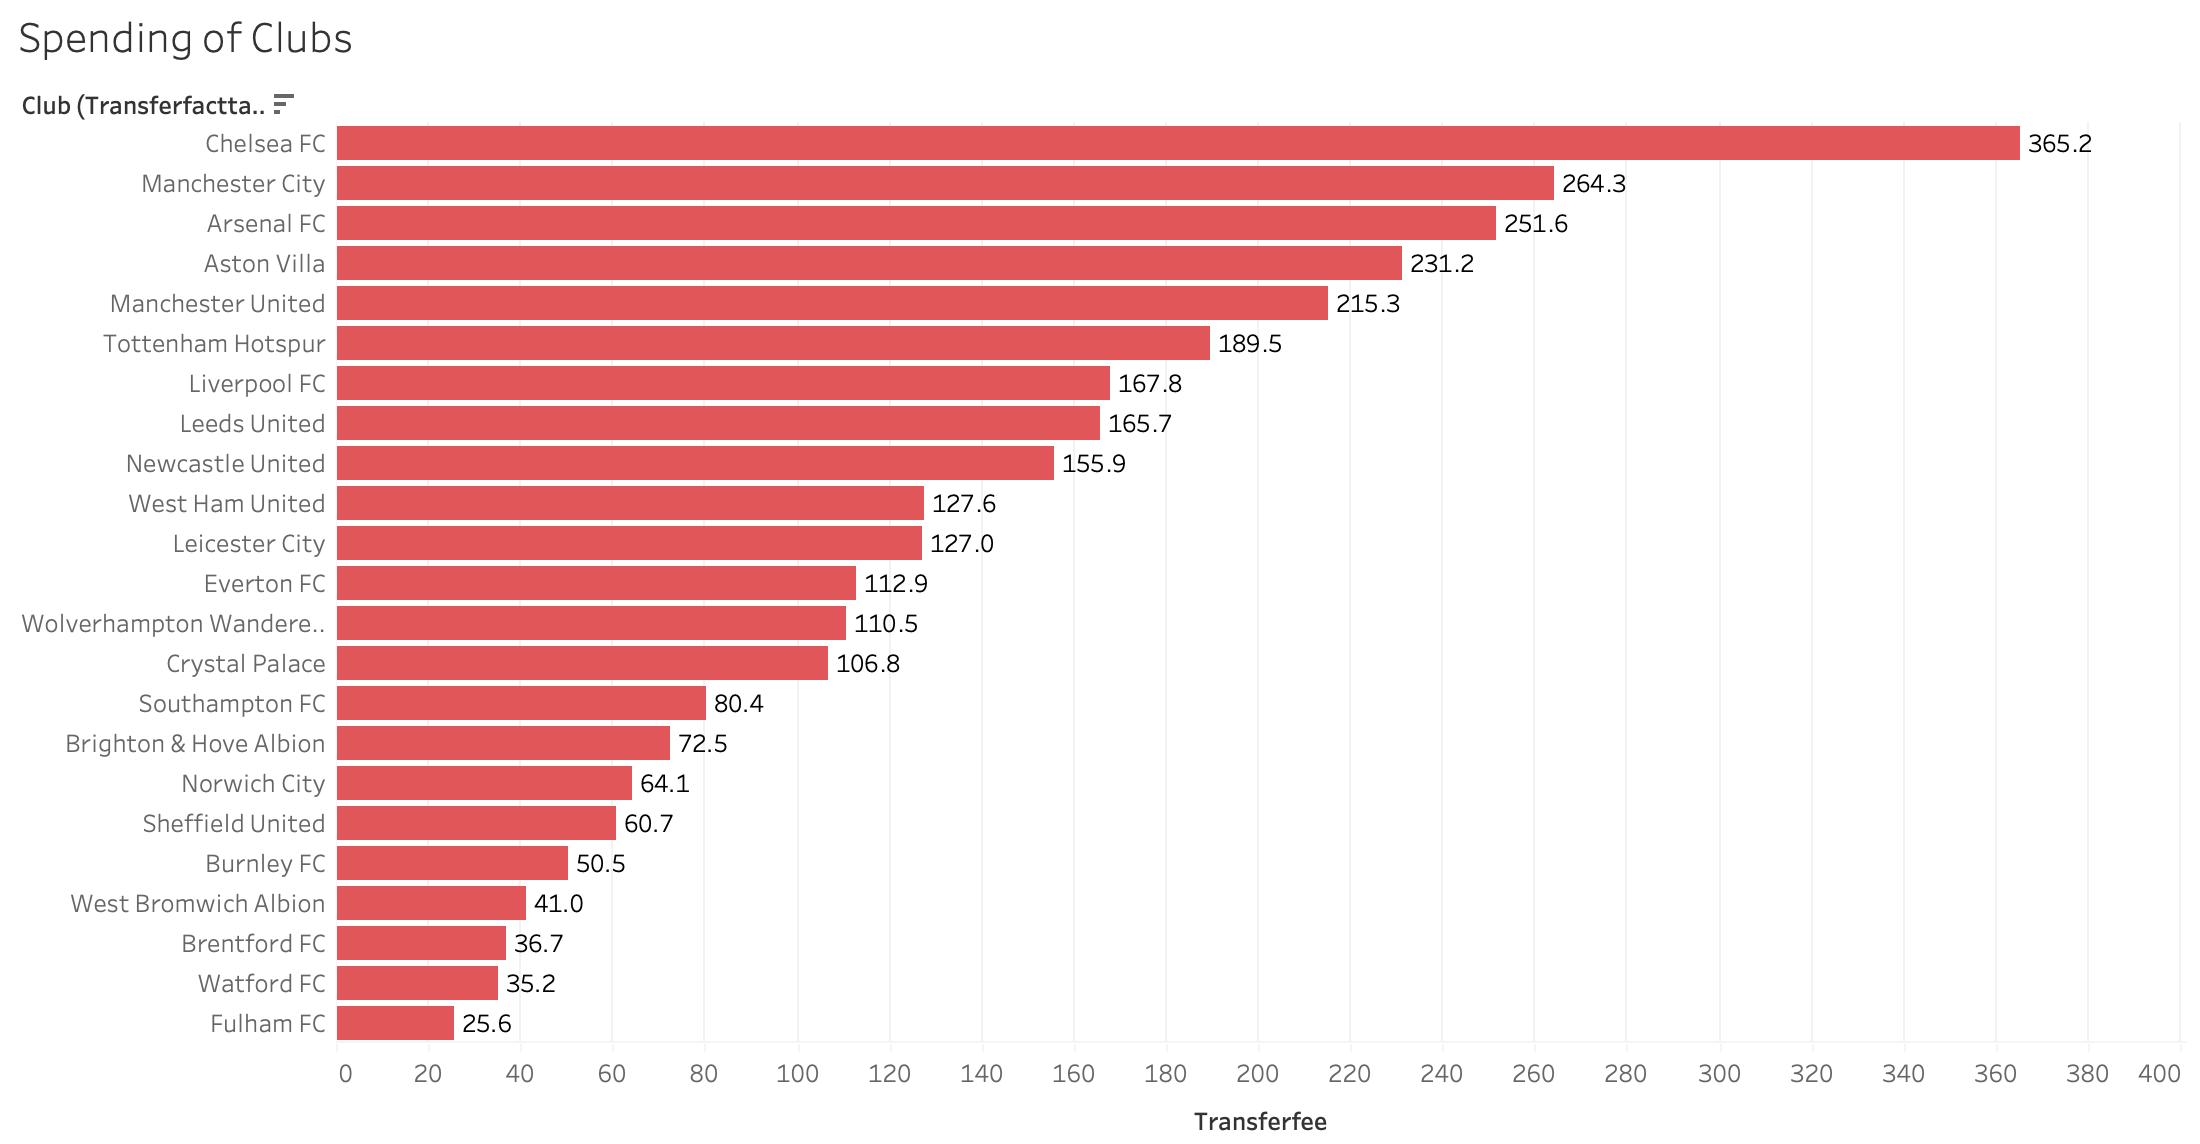 Spending of Clubs
Club (Transferfactta..
Chelsea FC 365.2
Manchester City 264.3
Arsenal FC 251.6
Aston Villa 231.2
Manchester United 215.3
Tottenham Hotspur 189.5
Liverpool FC 167.8
Leeds United 165.7
Newcastle United 155.9
West Ham United 127.6
Leicester City 127.0
Everton FC 112.9
Wolverhampton Wandere.. 110.5
Crystal Palace 106.8
Southampton FC 80.4
Brighton & Hove Albion 72.5
Norwich City 64.1
Sheffield United 60.7
Burnley FC 50.5
West Bromwich Albion 41.0
Brentford FC 36.7
Watford FC 35.2
Fulham FC 25.6
0 20 40 60 80 100 120 140 160 180 200 220 240 260 280 300 320 340 360 380 400
Transferfee